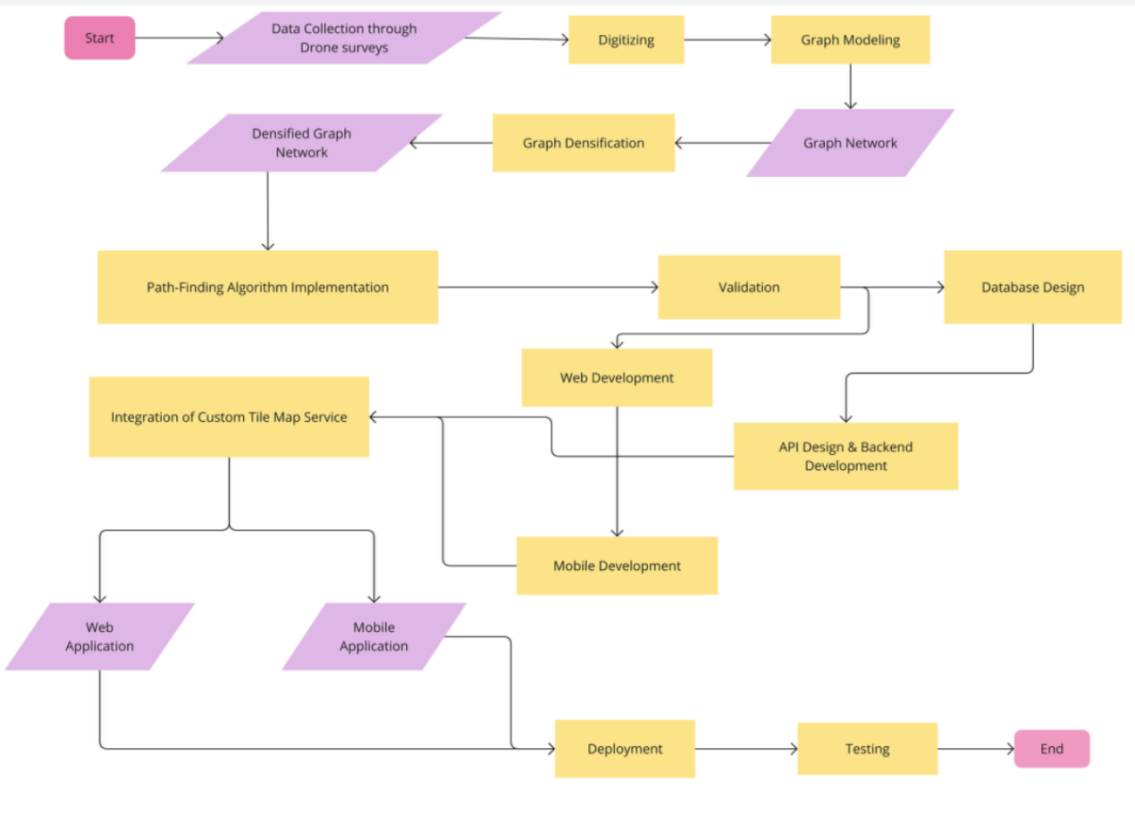 Start
Data Collection through
Drone surveys
Digitizing
Graph Modeling
Densified Graph
Network
Graph Densification
Graph Network
Path-Finding Algorithm Implementation
Validation
Database Design
Web Development
Integration of Custom Tile Map Service
API Design & Backend
Development
Mobile Development
Web
Application
Mobile
Application
Deployment
Testing
End